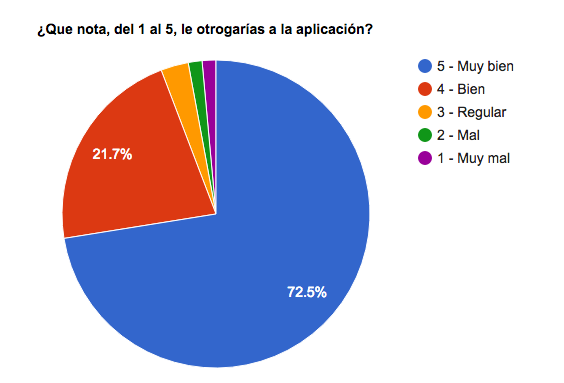 ¿Que nota, del 1 al 5, le otrogarías a la aplicación?
5 - Muy bien
4 - Bien
3 - Regular
2 - Mal
1 - Muy mal
21.7%
72.5%